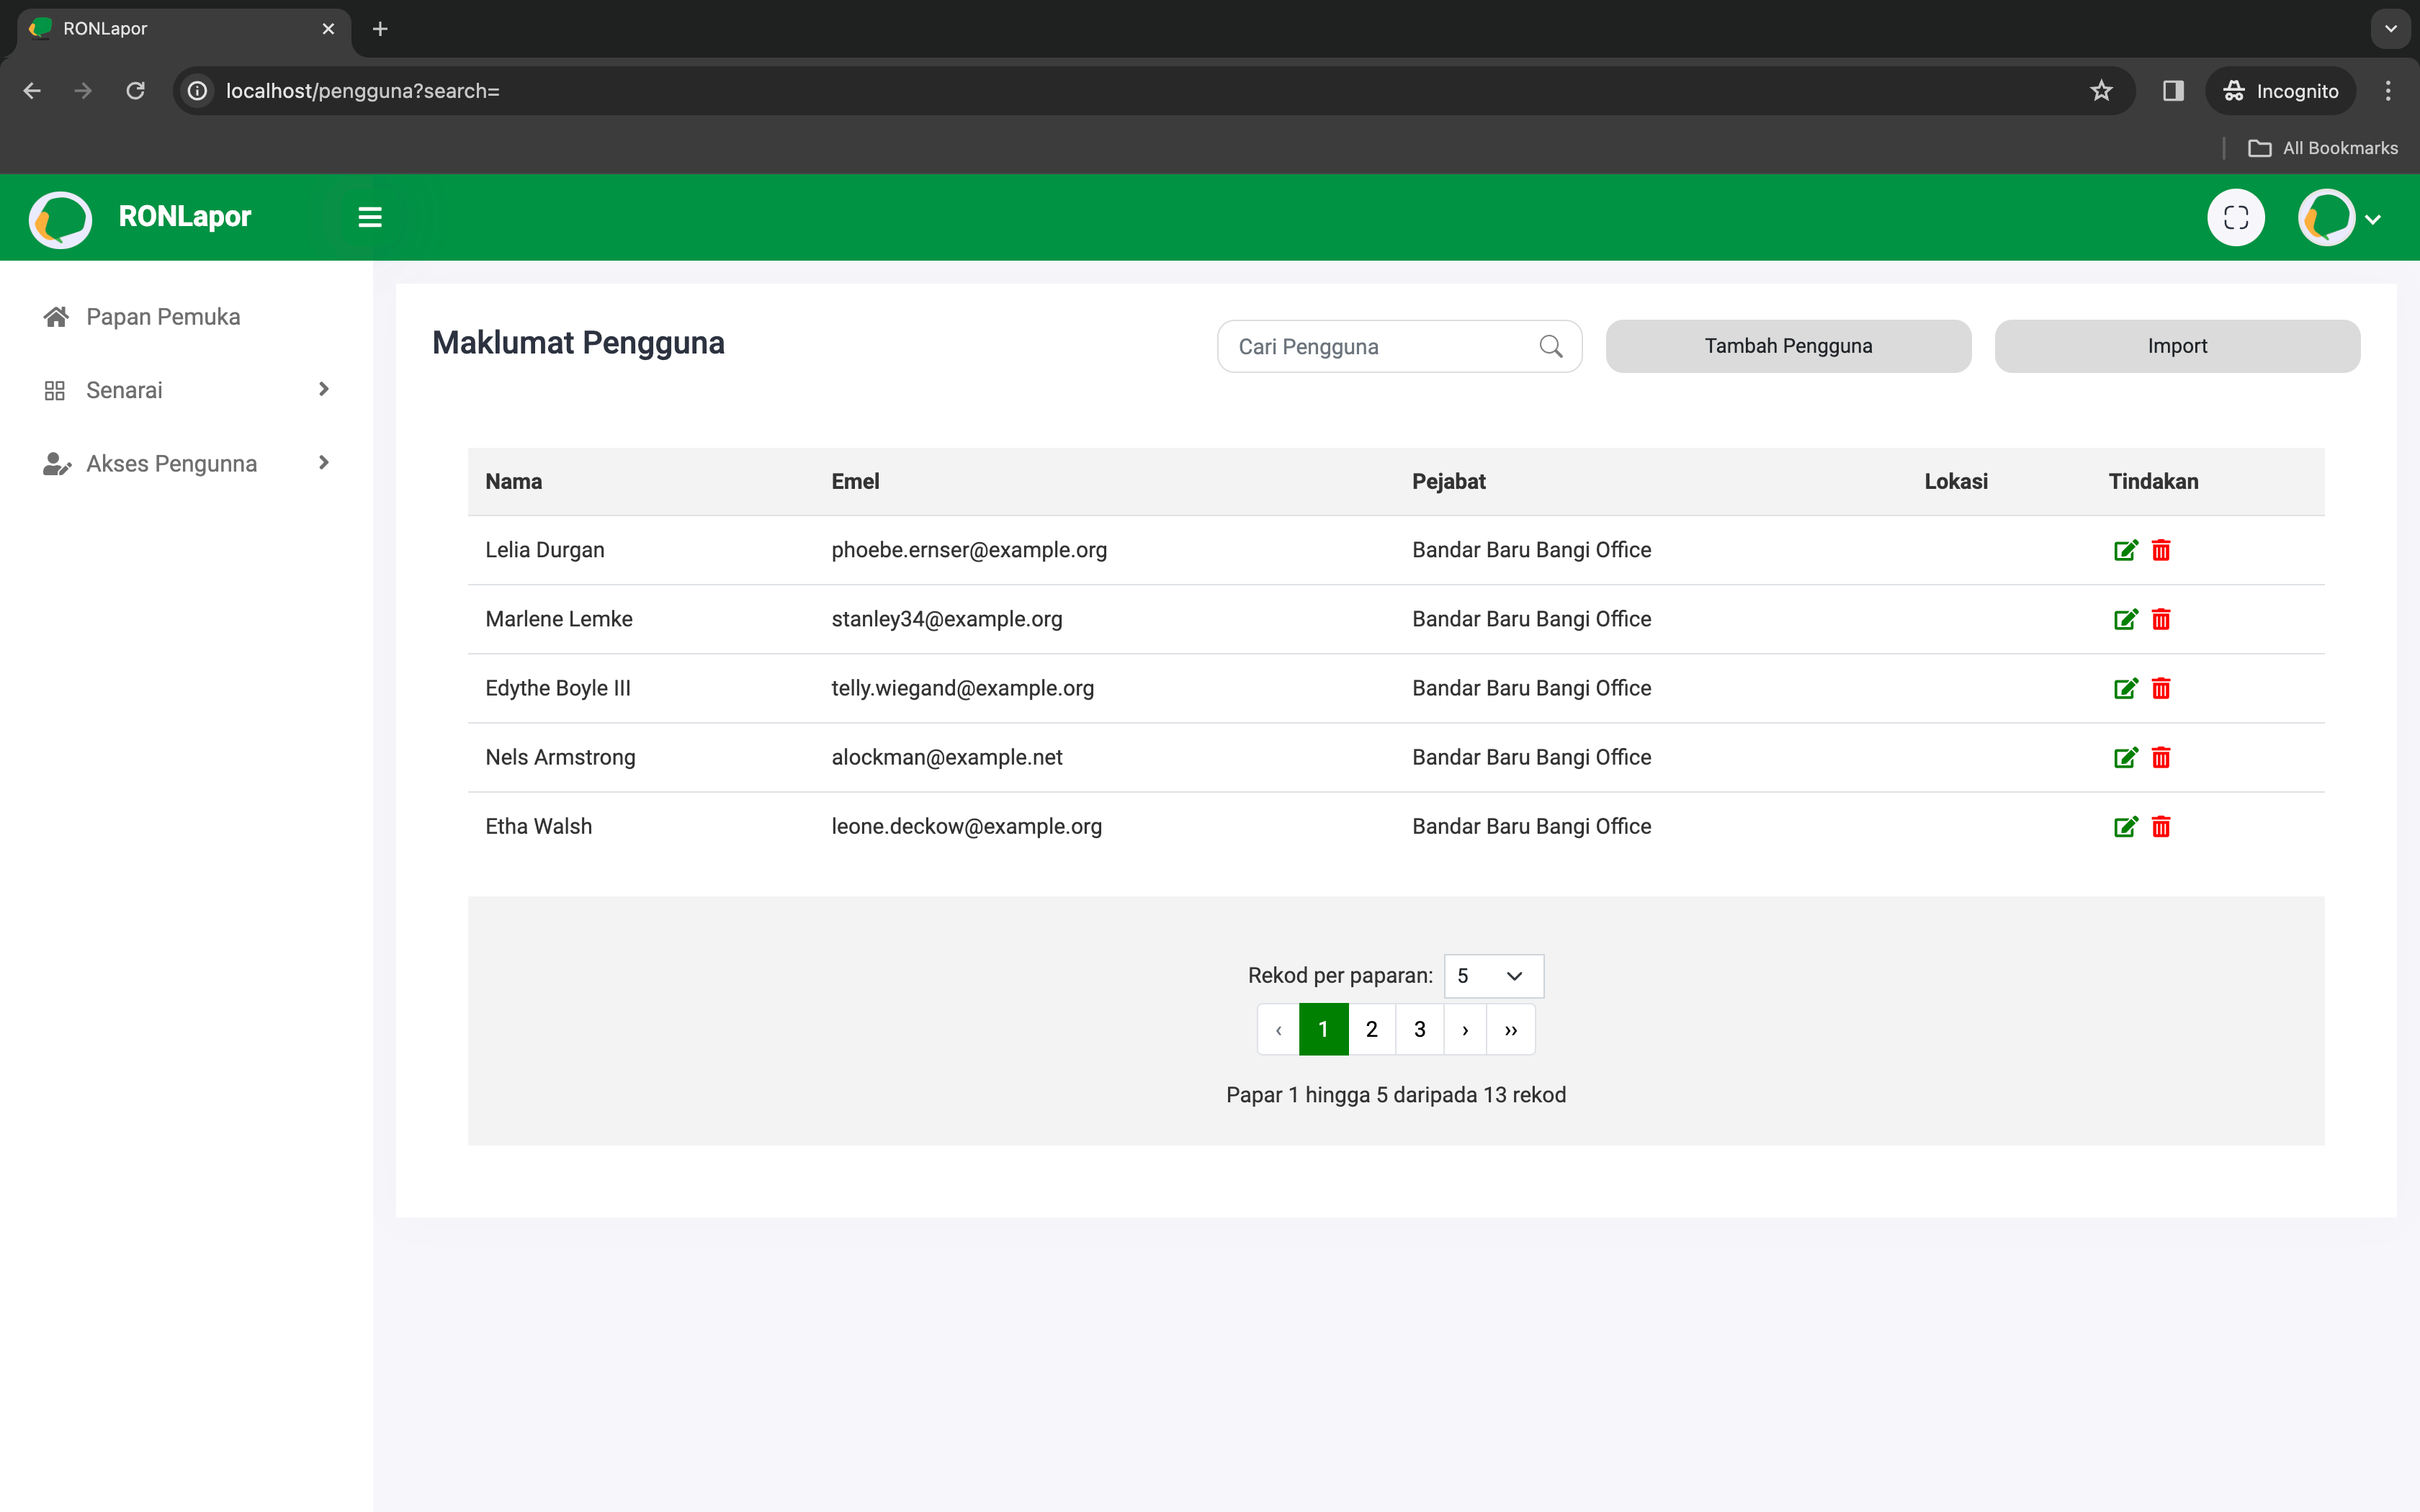 RONLapor
localhost/pengguna?search=
Incognito
All Bookmarks
RONLapor
Papan Pemuka
Senarai
Akses Pengunna
Maklumat Pengguna
Cari Pengguna
Tambah Pengguna
Import
Nama Emel Pejabat Lokasi Tindakan
Lelia Durgan phoebe.ernser@example.org Bandar Baru Bangi Office
Marlene Lemke stanley34@example.org Bandar Baru Bangi Office
Edythe Boyle III telly.wiegand@example.org Bandar Baru Bangi Office
Nels Armstrong alockman@example.net Bandar Baru Bangi Office
Etha Walsh leone.deckow@example.org Bandar Baru Bangi Office
Rekod per paparan: 5
‹ 1 2 3 › ››
Papar 1 hingga 5 daripada 13 rekod